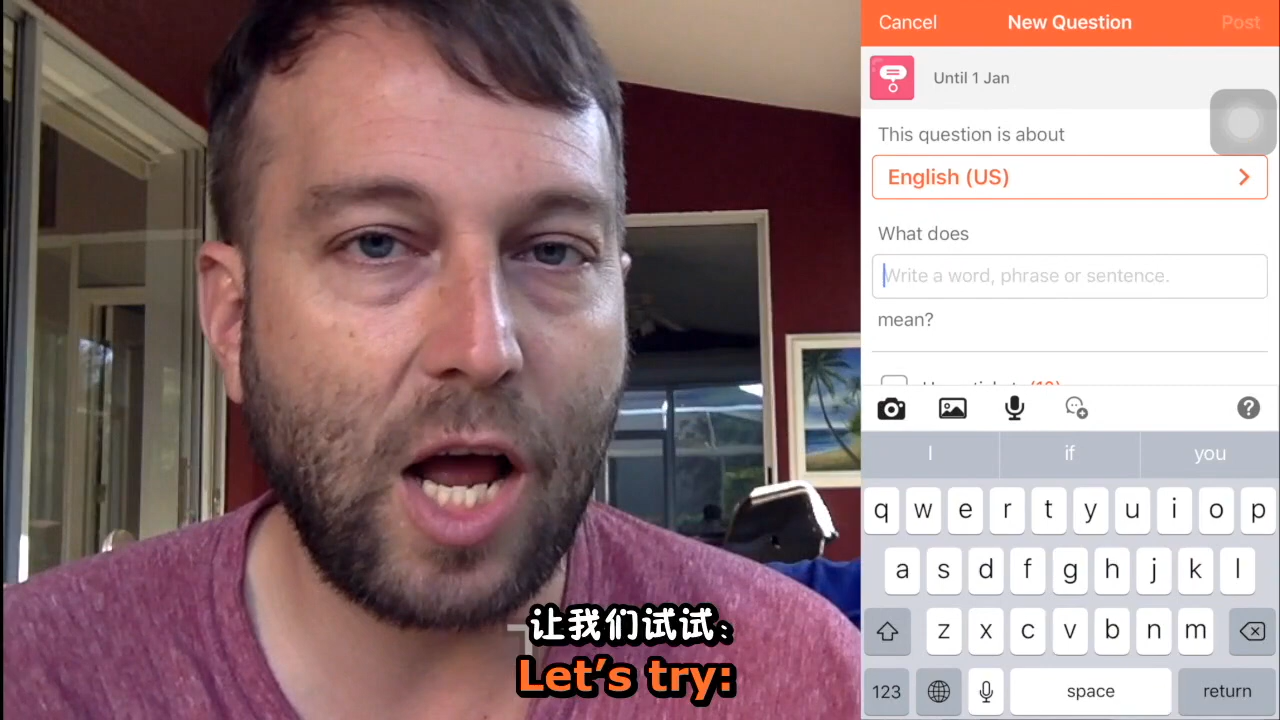 Cancel New Question Post
Until 1 Jan
This question is about
English (US)
What does
Write a word, phrase or sentence.
mean?
I if you
q w e r t y u i o p
a s d f g h j k l
z x c v b n m
123 space return
让我们试试：
Let's try: